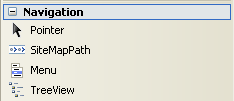 Navigation
Pointer
SiteMapPath
Menu
TreeView